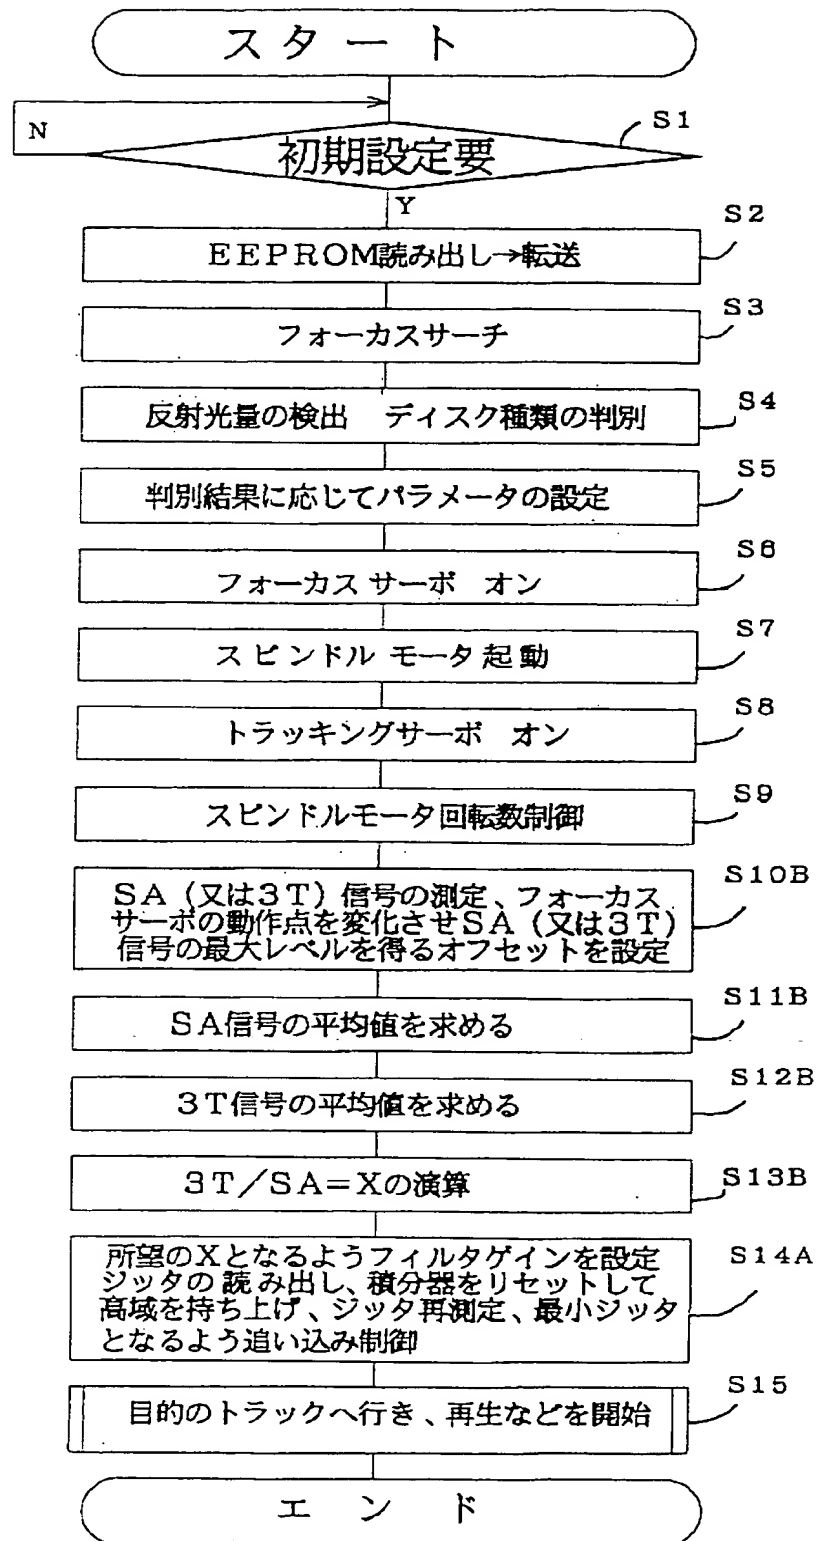 スタート
N
初期設定要
S1
Y
S2
EEPROM読み出し→転送
S3
フォーカスサーチ
S4
反射光量の検出 ディスク種類の判別
S5
判別結果に応じてパラメータの設定
S6
フォーカスサーボ オン
S7
スピンドルモータ起動
S8
トラッキングサーボ オン
S9
スピンドルモータ回転数制御
S10B
SA(又は3T)信号の測定、フォーカス
サーボの動作点を変化させSA(又は3T)
信号の最大レベルを得るオフセットを設定
S11B
SA信号の平均値を求める
S12B
3T信号の平均値を求める
S13B
3T/SA=Xの演算
S14A
所望のXとなるようフィルタゲインを設定
ジッタの読み出し、積分器をリセットして
高域を持ち上げ、ジッタ再測定、最小ジッタ
となるよう追い込み制御
S15
目的のトラックへ行き、再生などを開始
エンド